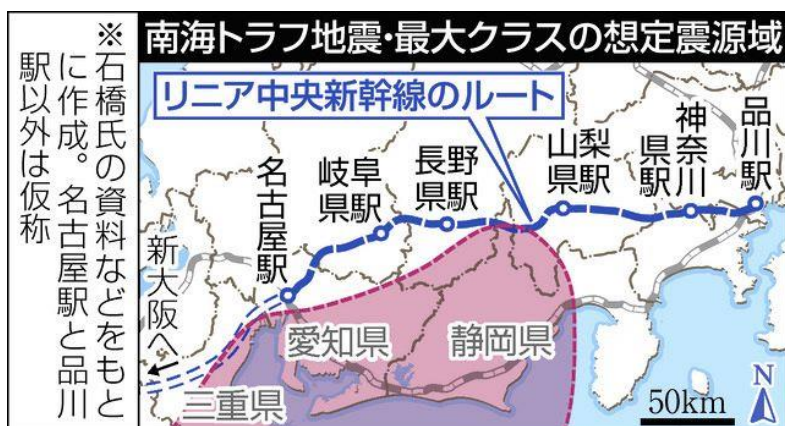 南海トラフ地震・最大クラスの想定震源域
リニア中央新幹線のルート
品川駅
神奈川
県駅
山梨
県駅
長野
県駅
岐阜
県駅
名古屋駅
新大阪へ
愛知県
静岡県
三重県
50km
N
※石橋氏の資料などをもと
に作成。名古屋駅と品川
駅以外は仮称